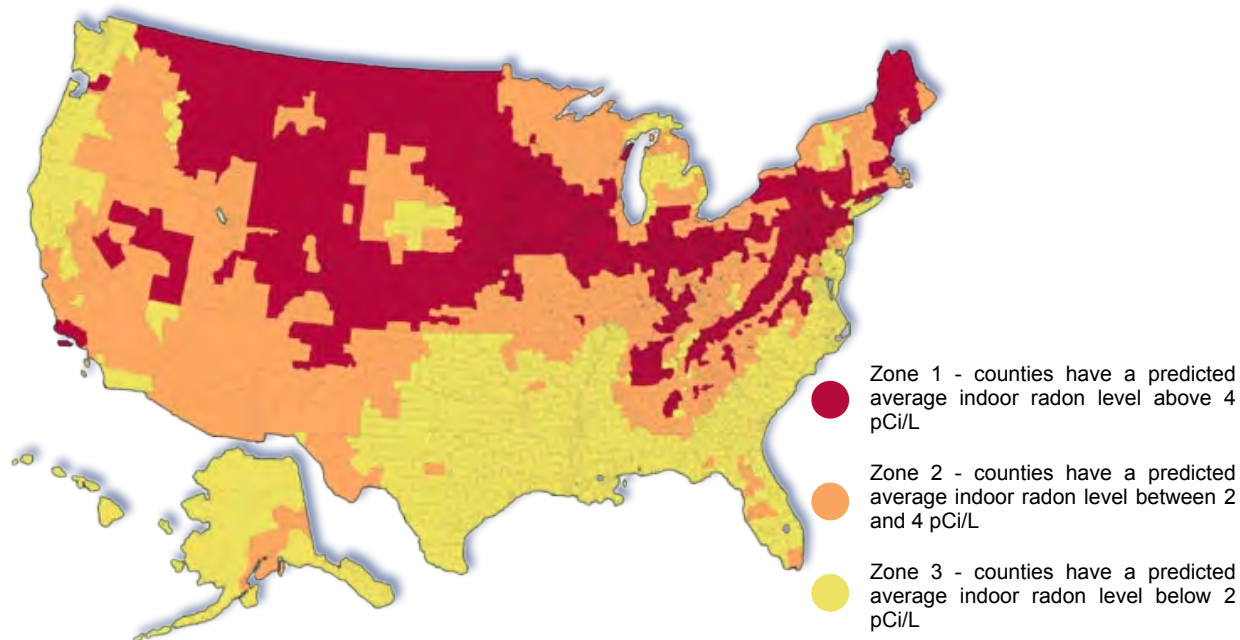 Zone 1 - counties have a predicted
average indoor radon level above 4
pCi/L
Zone 2 - counties have a predicted
average indoor radon level between 2
and 4 pCi/L
Zone 3 - counties have a predicted
average indoor radon level below 2
pCi/L